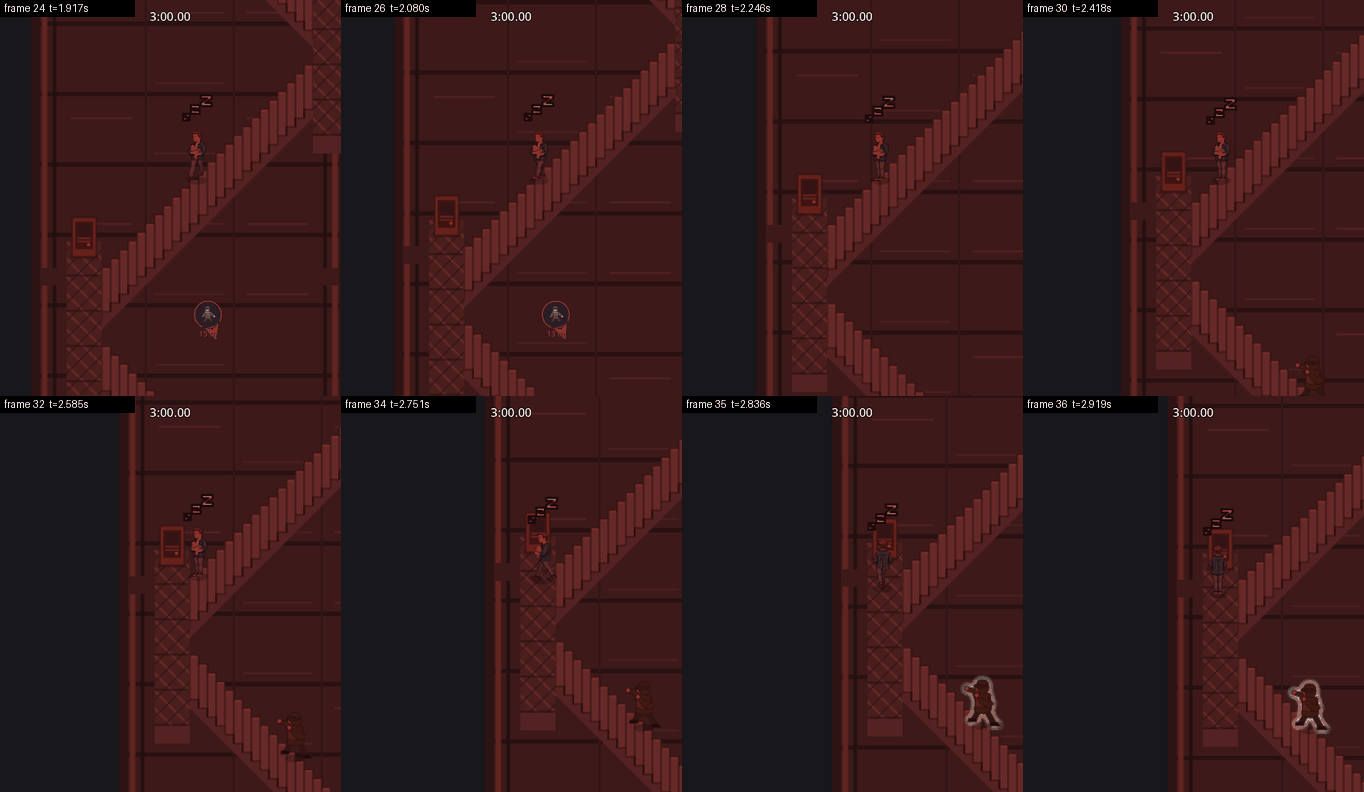 frame 24 t=1.917s
3:00.00
frame 26 t=2.080s
3:00.00
frame 28 t=2.246s
3:00.00
frame 30 t=2.418s
3:00.00
z z Z
z z Z
z z Z
z z Z
frame 32 t=2.585s
3:00.00
frame 34 t=2.751s
3:00.00
frame 35 t=2.836s
3:00.00
frame 36 t=2.919s
3:00.00
z z Z
z z Z
z z Z
z z Z